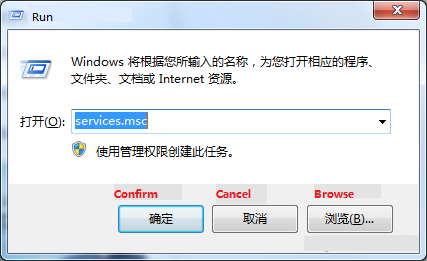 Run
Windows 将根据您所输入的名称，为您打开相应的程序、
文件夹、文档或 Internet 资源。
打开(O): services.msc
使用管理权限创建此任务。
Confirm Cancel Browse
确定 取消 浏览(B)...